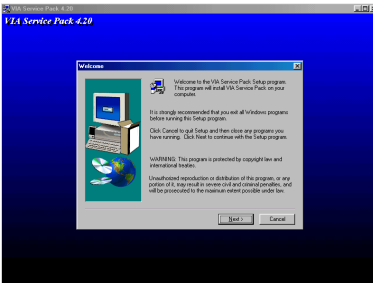 VIA Service Pack 4.20
VIA Service Pack 4.20
Welcome
Welcome to the VIA Service Pack Setup program.
This program will install VIA Service Pack on your
computer.
It is strongly recommended that you exit all Windows programs
before running this Setup program.
Click Cancel to quit Setup and then close any programs you
have running. Click Next to continue with the Setup program.
WARNING: This program is protected by copyright law and
international treaties.
Unauthorized reproduction or distribution of this program, or any
portion of it, may result in severe civil and criminal penalties, and
will be prosecuted to the maximum extent possible under law.
Next >
Cancel